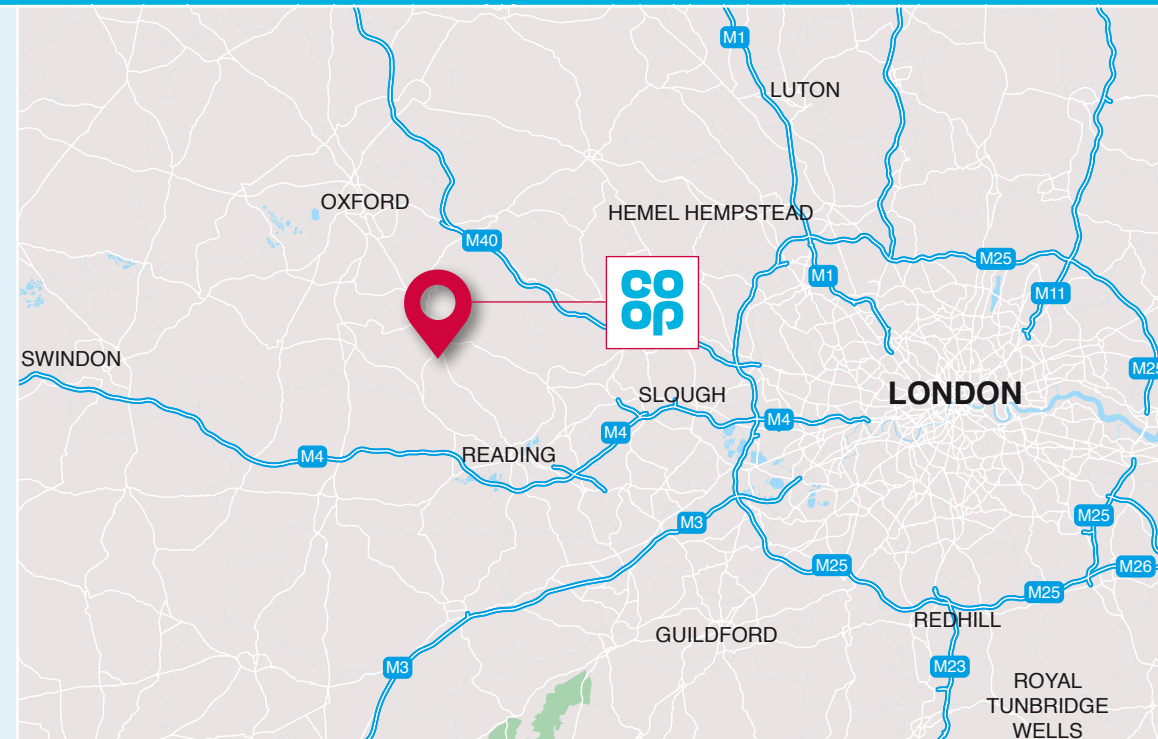 M1
LUTON
OXFORD
HEMEL HEMPSTEAD
M40
M25
M1
M11
CO
OP
SWINDON
M25
SLOUGH
LONDON
M4
M4
READING
M4
M3
M25
M25
M26
M25
REDHILL
GUILDFORD
M3
M23
ROYAL
TUNBRIDGE
WELLS